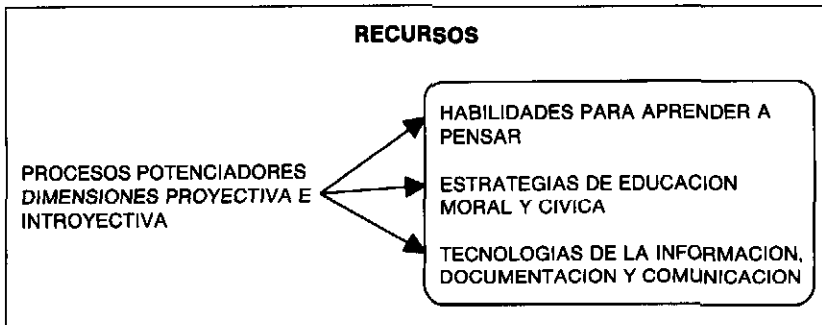 RECURSOS
PROCESOS POTENCIADORES
DIMENSIONES PROYECTIVA E
INTROYECTIVA
HABILIDADES PARA APRENDER A
PENSAR
ESTRATEGIAS DE EDUCACION
MORAL Y CIVICA
TECNOLOGIAS DE LA INFORMACION,
DOCUMENTACION Y COMUNICACION